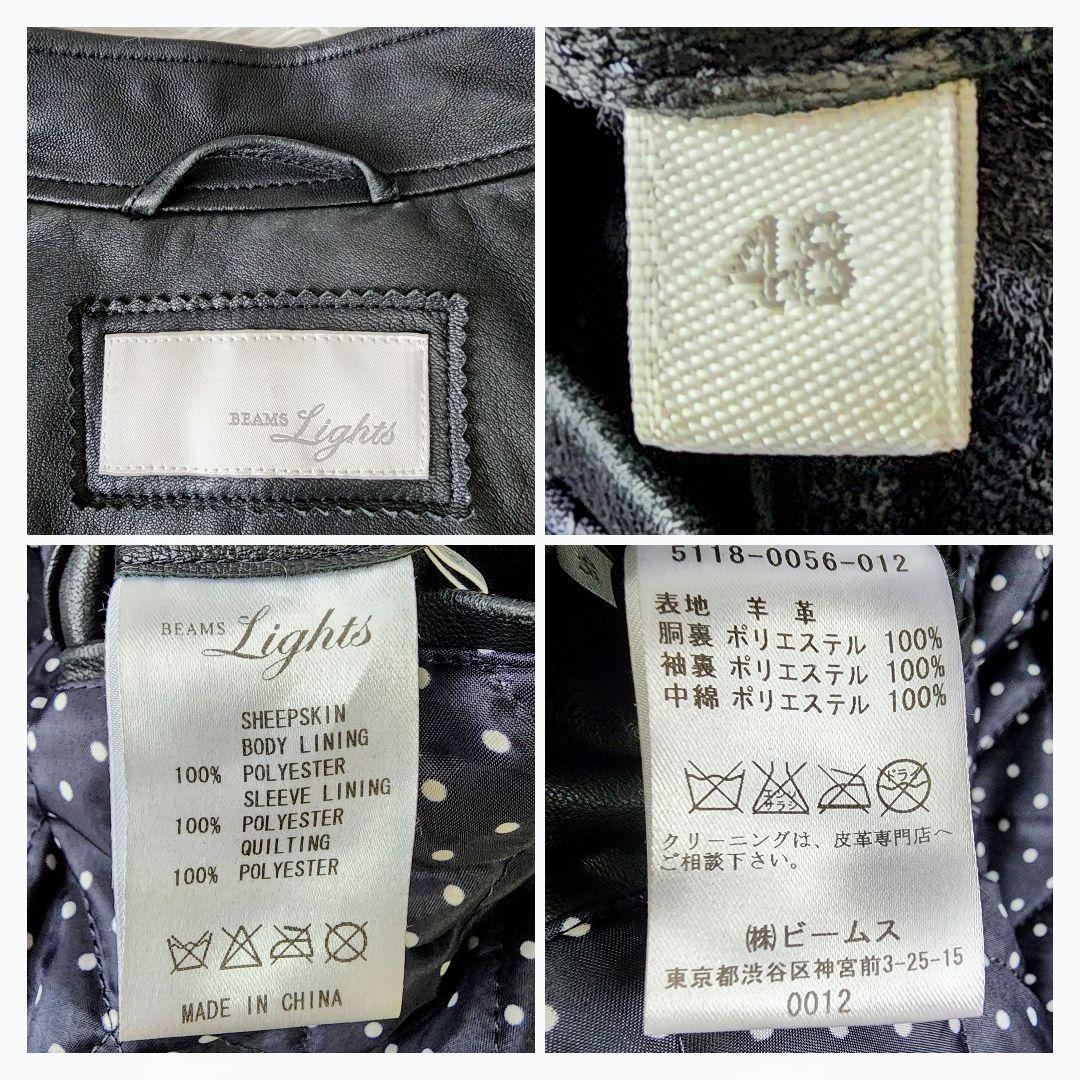 BEAMS Lights
48
BEAMS Lights
SHEEPSKIN
BODY LINING
100% POLYESTER
SLEEVE LINING
100% POLYESTER
QUILTING
100% POLYESTER
MADE IN CHINA
5118-0056-012
表地 羊革
胴裏 ポリエステル 100%
袖裏 ポリエステル 100%
中綿 ポリエステル 100%
エンソ
サラシ
ドライ
クリーニングは、皮革専門店へ
ご相談下さい。
㈱ビームス
東京都渋谷区神宮前3-25-15
0012